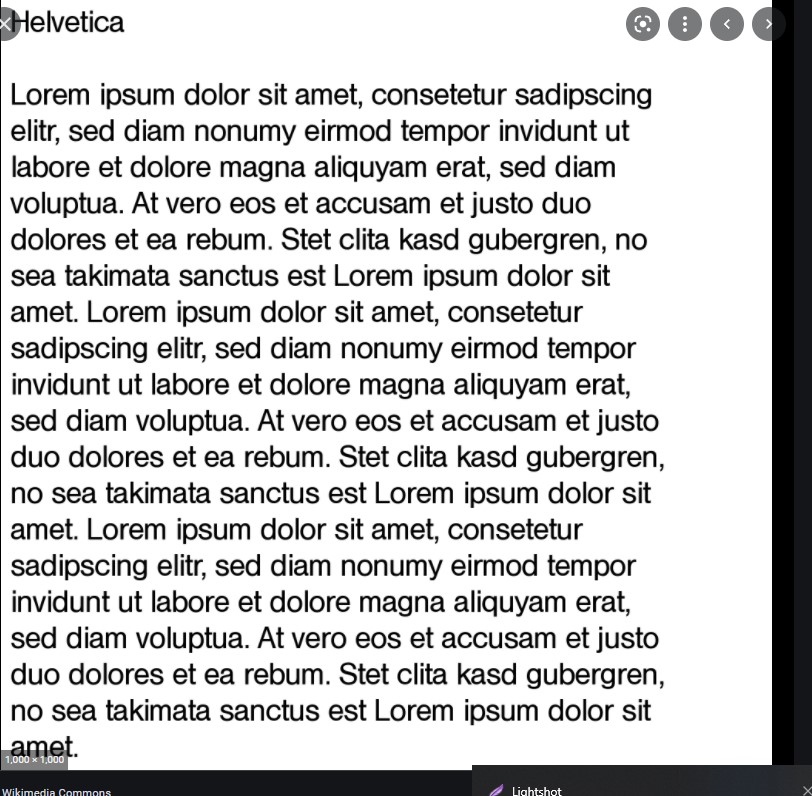 Helvetica
Lorem ipsum dolor sit amet, consetetur sadipscing
elitr, sed diam nonumy eirmod tempor invidunt ut
labore et dolore magna aliquyam erat, sed diam
voluptua. At vero eos et accusam et justo duo
dolores et ea rebum. Stet clita kasd gubergren, no
sea takimata sanctus est Lorem ipsum dolor sit
amet. Lorem ipsum dolor sit amet, consetetur
sadipscing elitr, sed diam nonumy eirmod tempor
invidunt ut labore et dolore magna aliquyam erat,
sed diam voluptua. At vero eos et accusam et justo
duo dolores et ea rebum. Stet clita kasd gubergren,
no sea takimata sanctus est Lorem ipsum dolor sit
amet. Lorem ipsum dolor sit amet, consetetur
sadipscing elitr, sed diam nonumy eirmod tempor
invidunt ut labore et dolore magna aliquyam erat,
sed diam voluptua. At vero eos et accusam et justo
duo dolores et ea rebum. Stet clita kasd gubergren,
no sea takimata sanctus est Lorem ipsum dolor sit
amet.
1,000 × 1,000
Wikimedia Commons
Lightshot